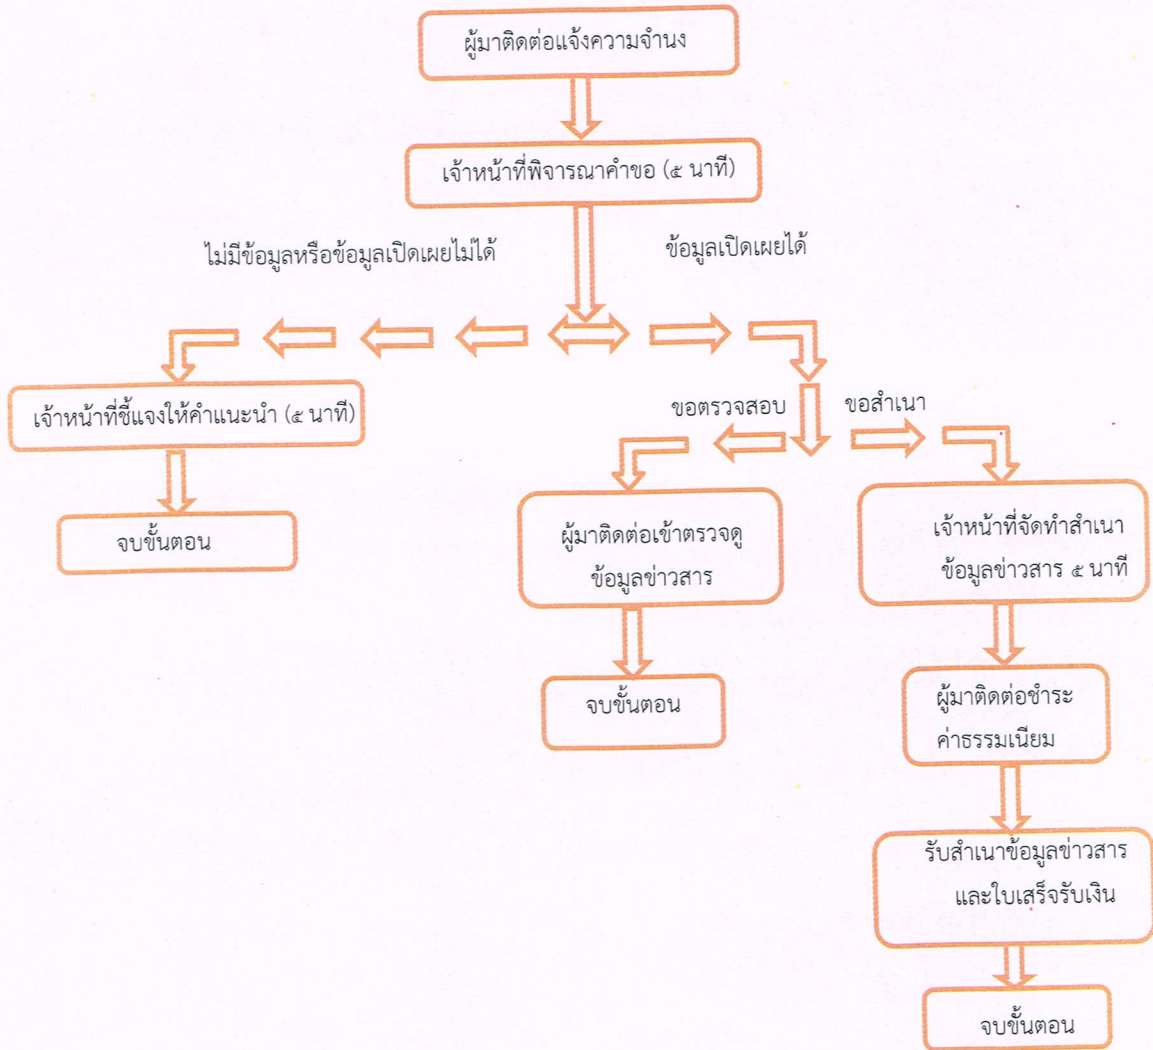 ผู้มาติดต่อแจ้งความจำนง
เจ้าหน้าที่พิจารณาคำขอ (๕ นาที)
ไม่มีข้อมูลหรือข้อมูลเปิดเผยไม่ได้
ข้อมูลเปิดเผยได้
เจ้าหน้าที่ชี้แจงให้คำแนะนำ (๕ นาที)
จบขั้นตอน
ขอตรวจสอบ
ขอสำเนา
ผู้มาติดต่อเข้าตรวจดู
ข้อมูลข่าวสาร
จบขั้นตอน
เจ้าหน้าที่จัดทำสำเนา
ข้อมูลข่าวสาร ๕ นาที
ผู้มาติดต่อชำระ
ค่าธรรมเนียม
รับสำเนาข้อมูลข่าวสาร
และใบเสร็จรับเงิน
จบขั้นตอน